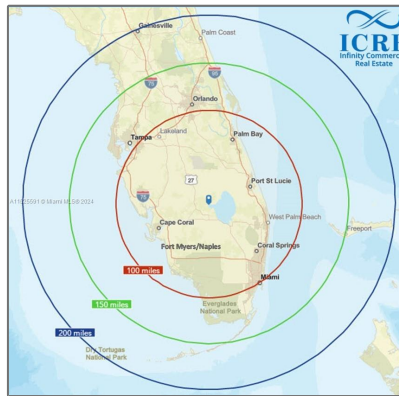 Gainesville
Palm Coast
ICRE
Infinity Commerc
Real Estate
75
95
Orlando
Lakeland
Tampa
Palm Bay
27
Port St Lucie
75
A11625591 © Miami MLS® 2024
West Palm Beach
Cape Coral
Freeport
Fort Myers/Naples
Coral Springs
100 miles
Miami
150 miles
Everglades
National Park
200 miles
Dry Tortugas
National Park